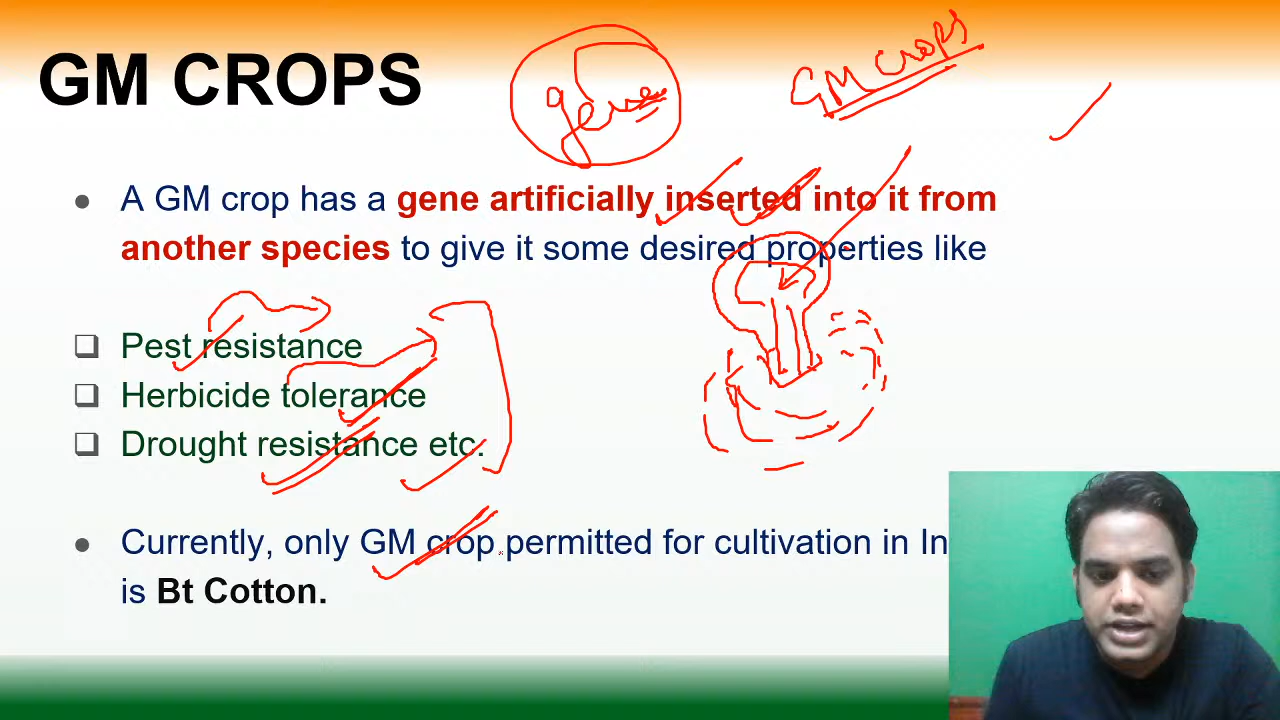 GM CROPS
gene
GM crops
A GM crop has a gene artificially inserted into it from
another species to give it some desired properties like
Pest resistance
Herbicide tolerance
Drought resistance etc.
Currently, only GM crop permitted for cultivation in In
is Bt Cotton.